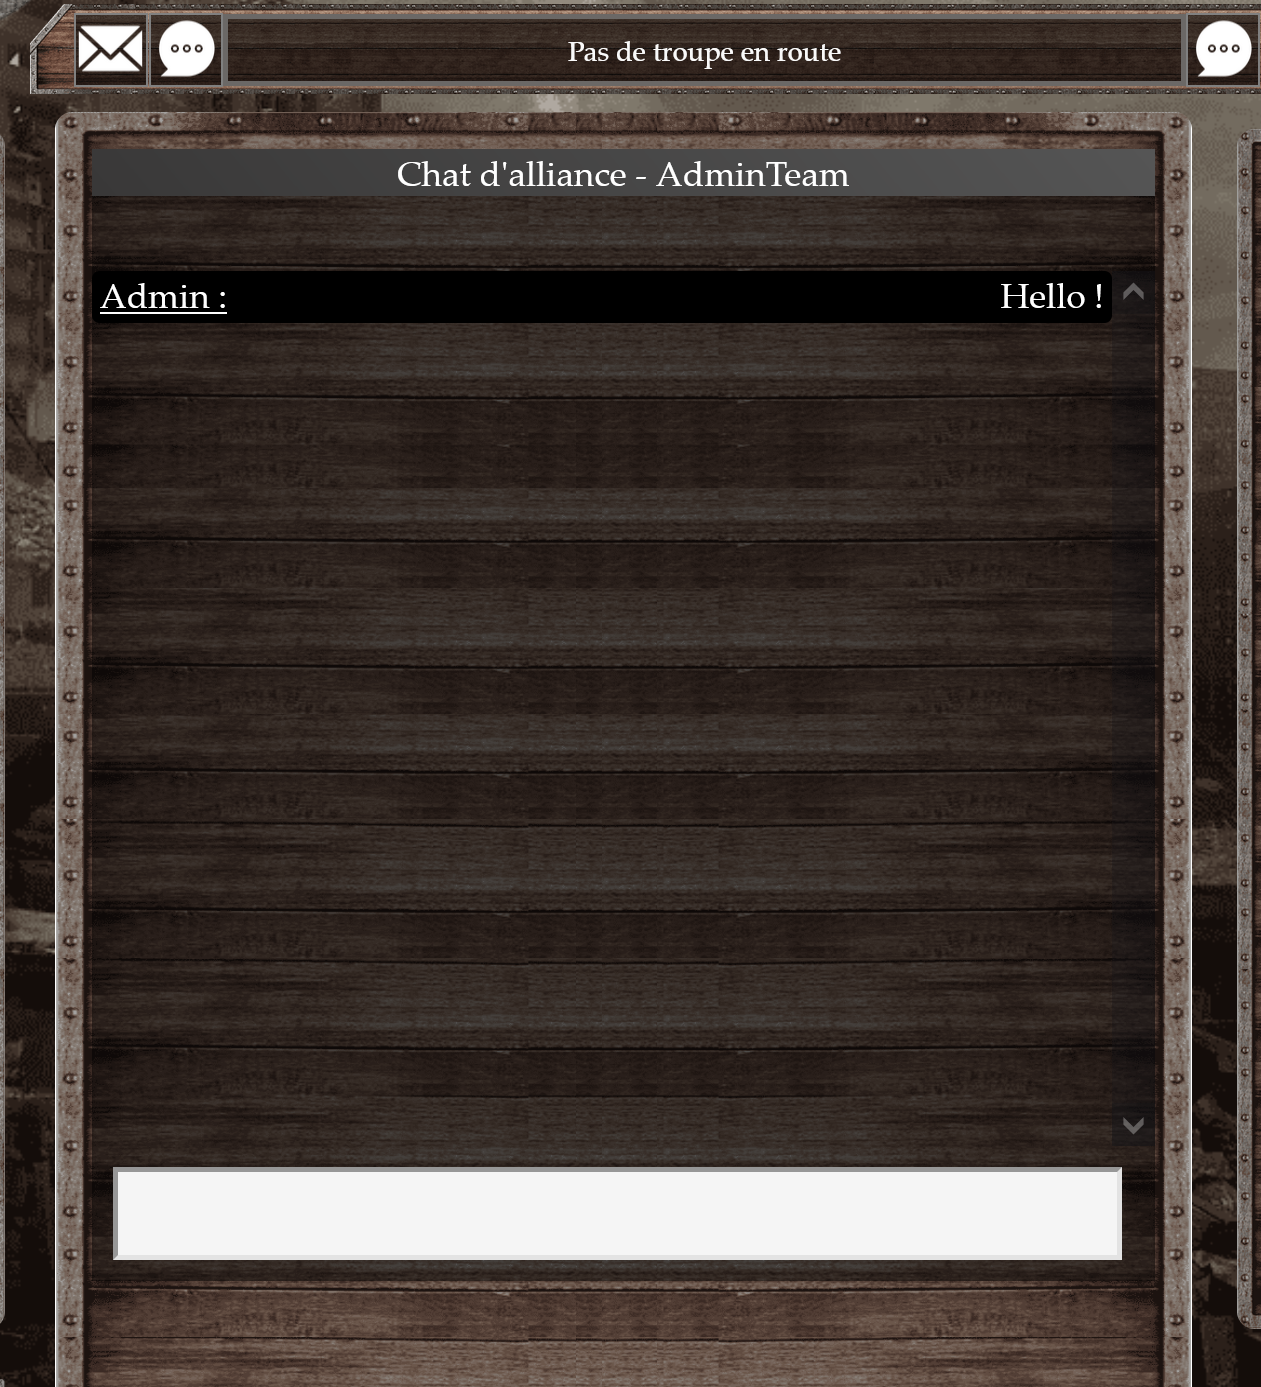 Pas de troupe en route
Chat d'alliance - AdminTeam
Admin : Hello !